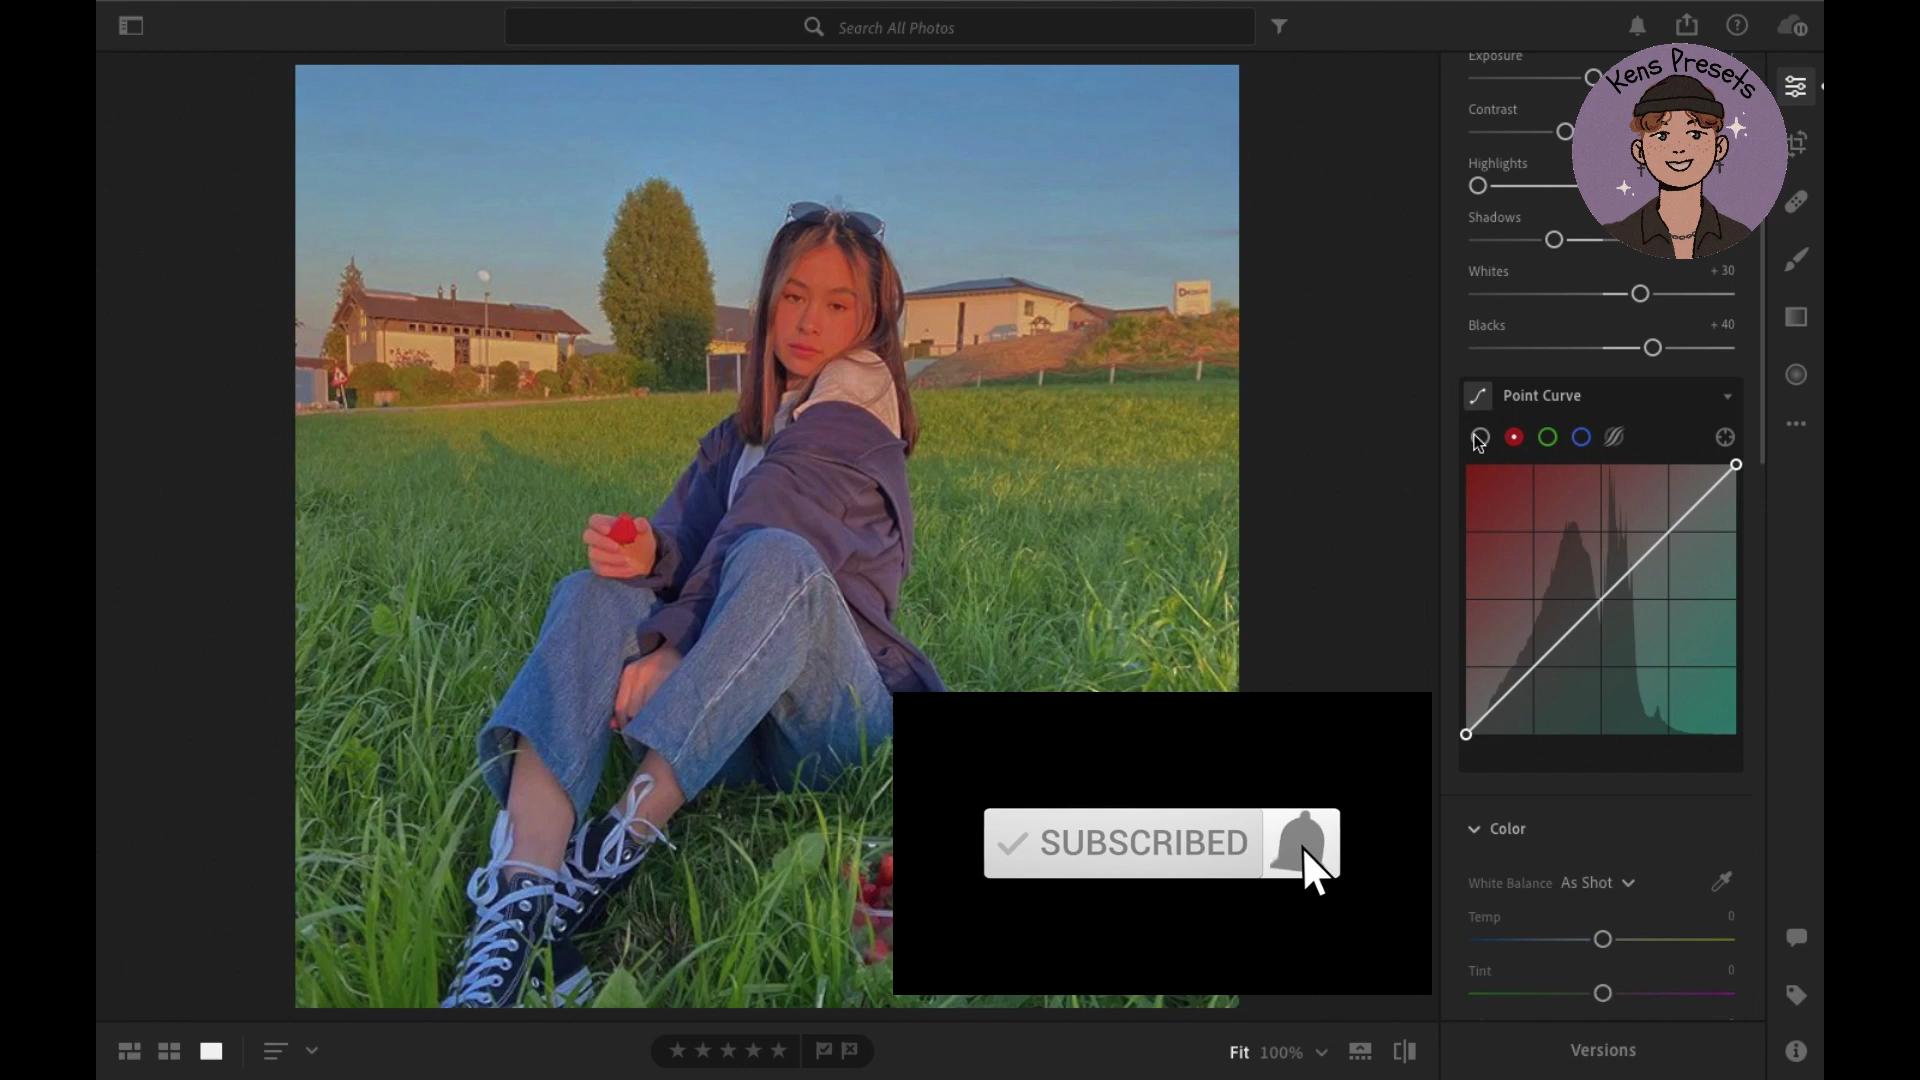 Search All Photos
Kens Presets
Exposure
Contrast
Highlights
Shadows
Whites
+ 30
Blacks
+ 40
Point Curve
SUBSCRIBED
Color
White Balance As Shot
Temp
0
Tint
0
Fit 100%
Versions